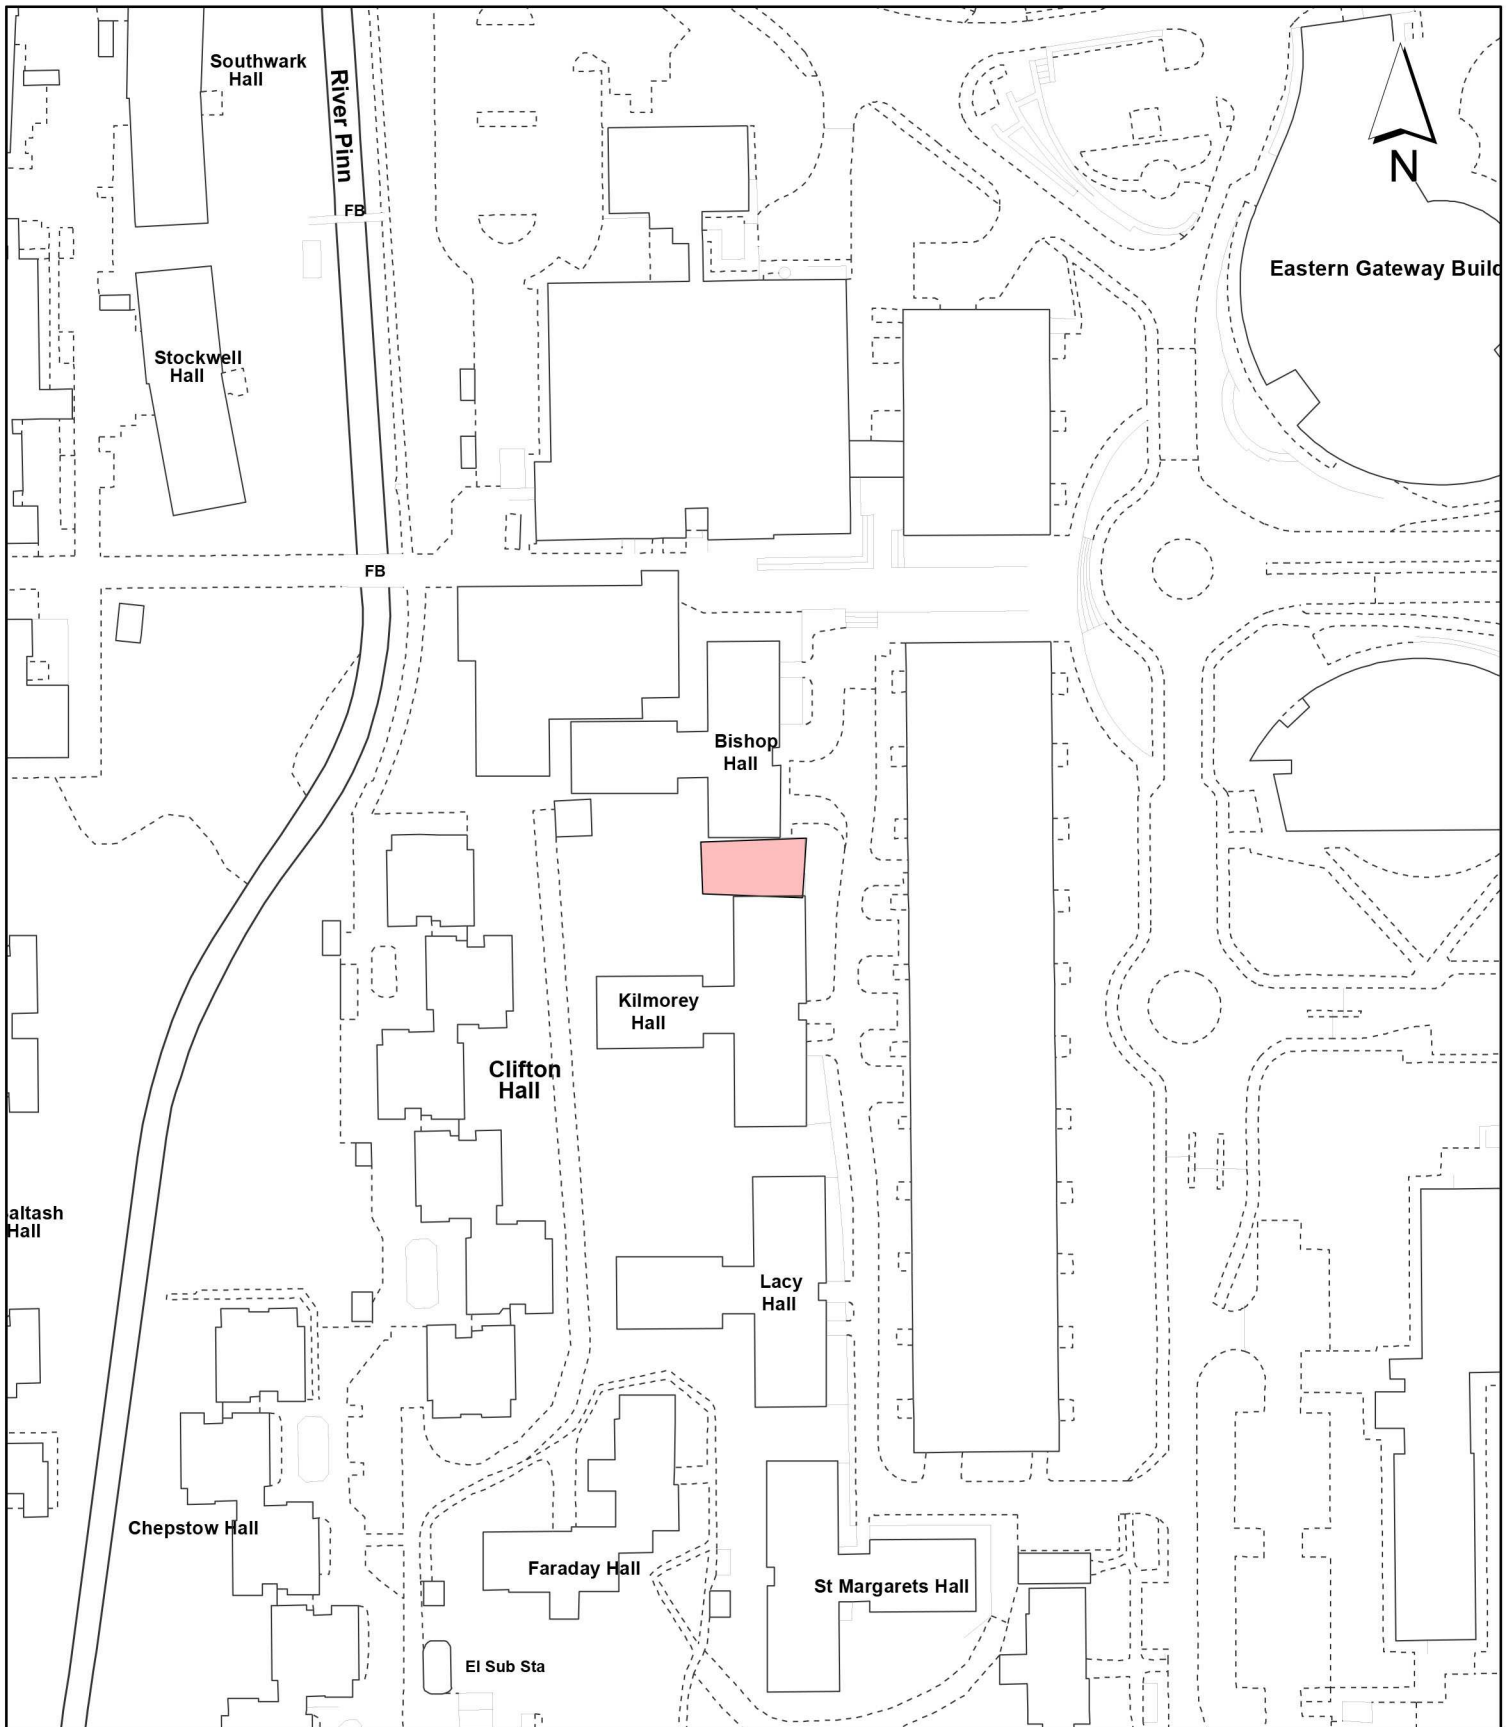 Southwark
Hall
River Pinn
N
FB
Eastern Gateway Build
Stockwell
Hall
FB
Bishop
Hall
Kilmorey
Hall
Clifton
Hall
altash
Hall
Lacy
Hall
Chepstow Hall
Faraday Hall
St Margarets Hall
El Sub Sta